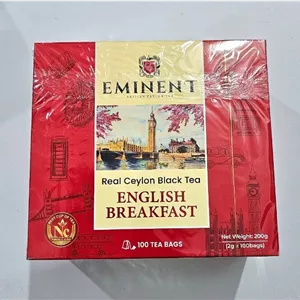 EMINENT
Real Ceylon Black Tea
ENGLISH
BREAKFAST
100 TEA BAGS
Net Weight: 200g
(2g x 100bags)